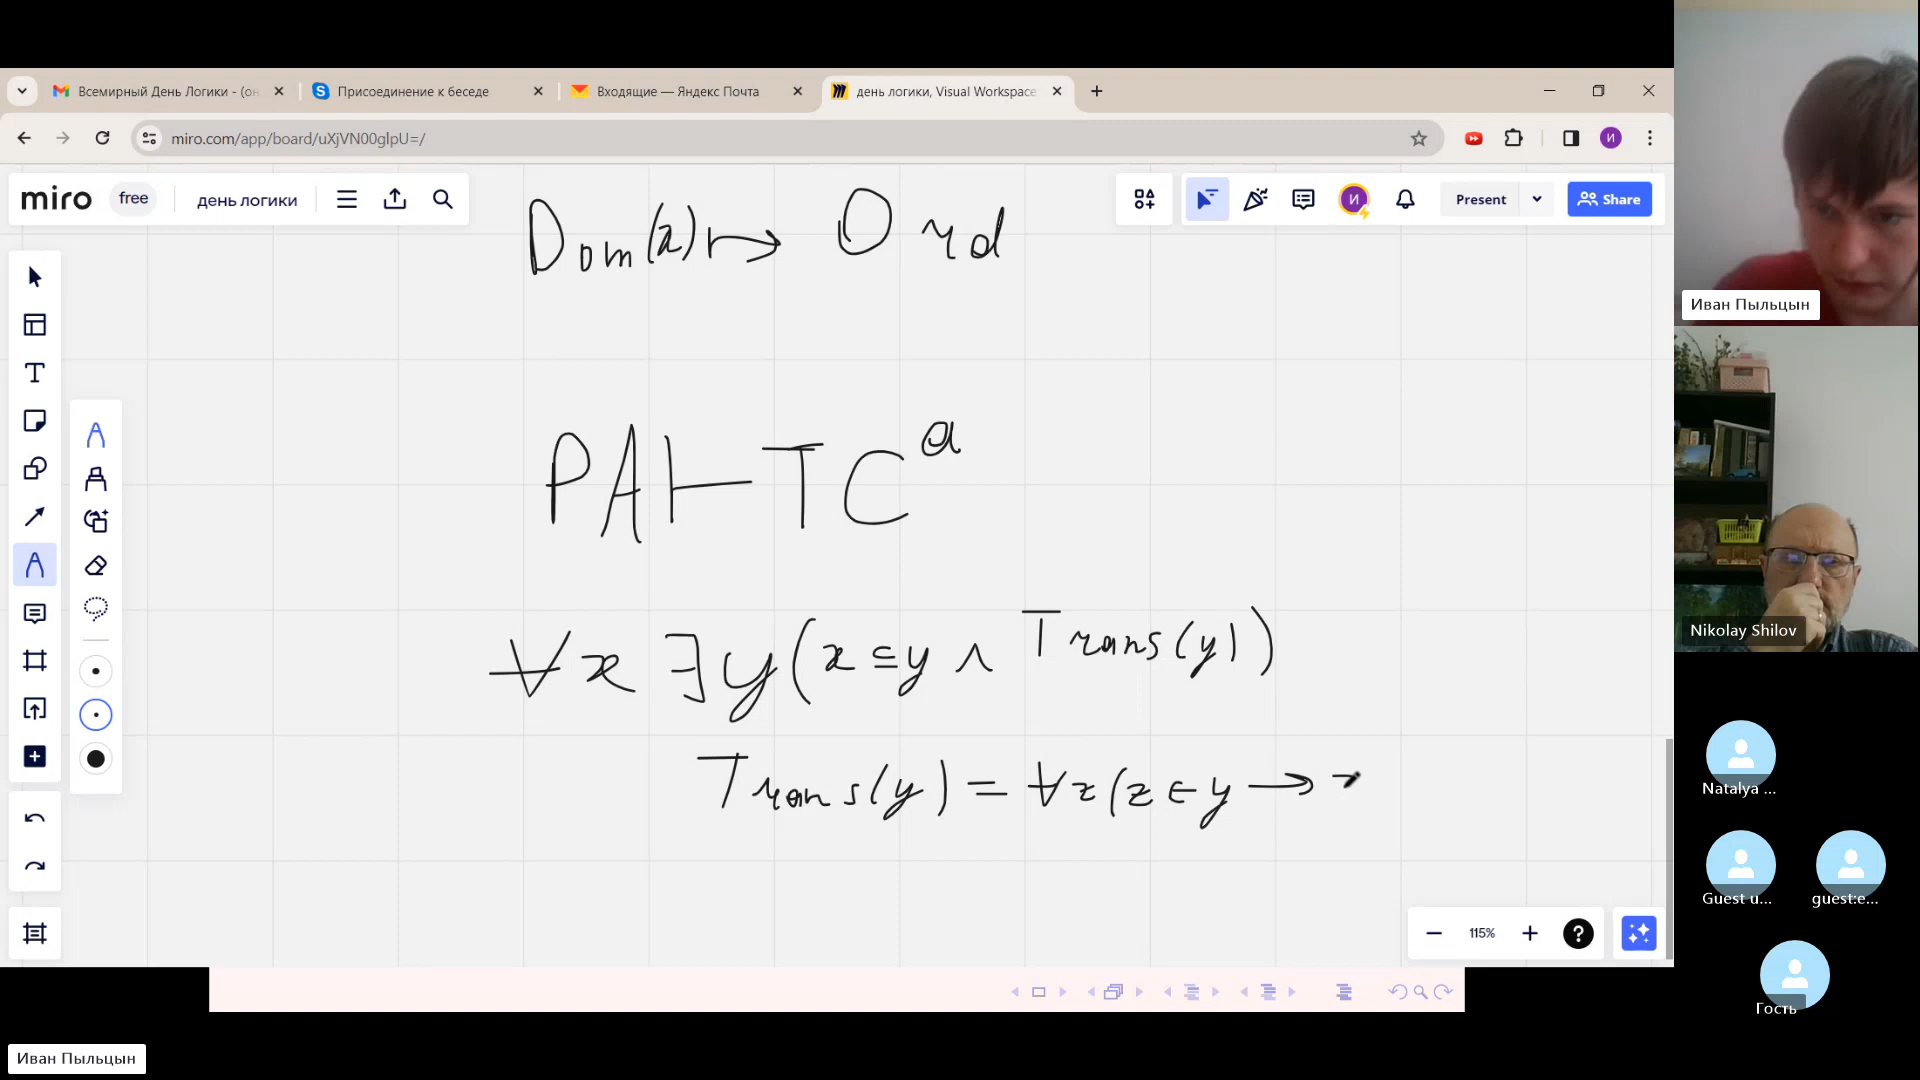 Всемирный День Логики - (он
Присоединение к беседе
Входящие — Яндекс Почта
день логики, Visual Workspace
miro.com/app/board/uXjVN00glpU=/
miro free день логики
И
Present
Share
Dom(x) ↦ Ord
PA ⊢ TCᵃ
∀x ∃y(x ⊆ y ∧ Trans(y))
Trans(y) = ∀z(z ∈ y →
115%
Иван Пыльцын
Nikolay Shilov
Natalya ...
Guest u...
guest:e...
Гость
Иван Пыльцын